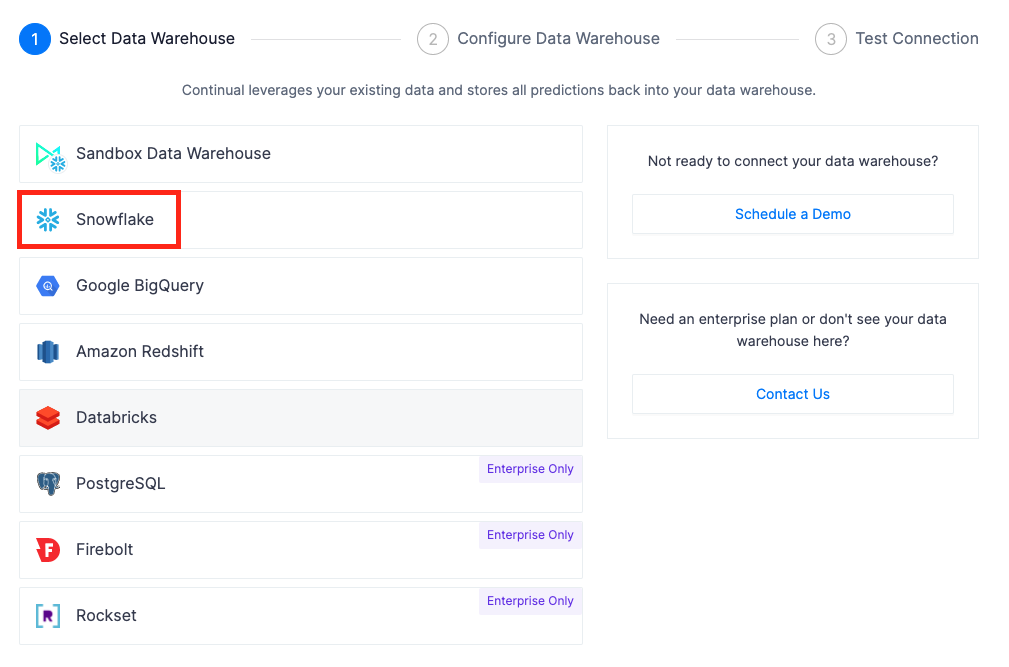 1 Select Data Warehouse
2 Configure Data Warehouse
3 Test Connection
Continual leverages your existing data and stores all predictions back into your data warehouse.
Sandbox Data Warehouse
Snowflake
Google BigQuery
Amazon Redshift
Databricks
PostgreSQL
Enterprise Only
F
Firebolt
Enterprise Only
R
Rockset
Enterprise Only
Not ready to connect your data warehouse?
Schedule a Demo
Need an enterprise plan or don't see your data
warehouse here?
Contact Us